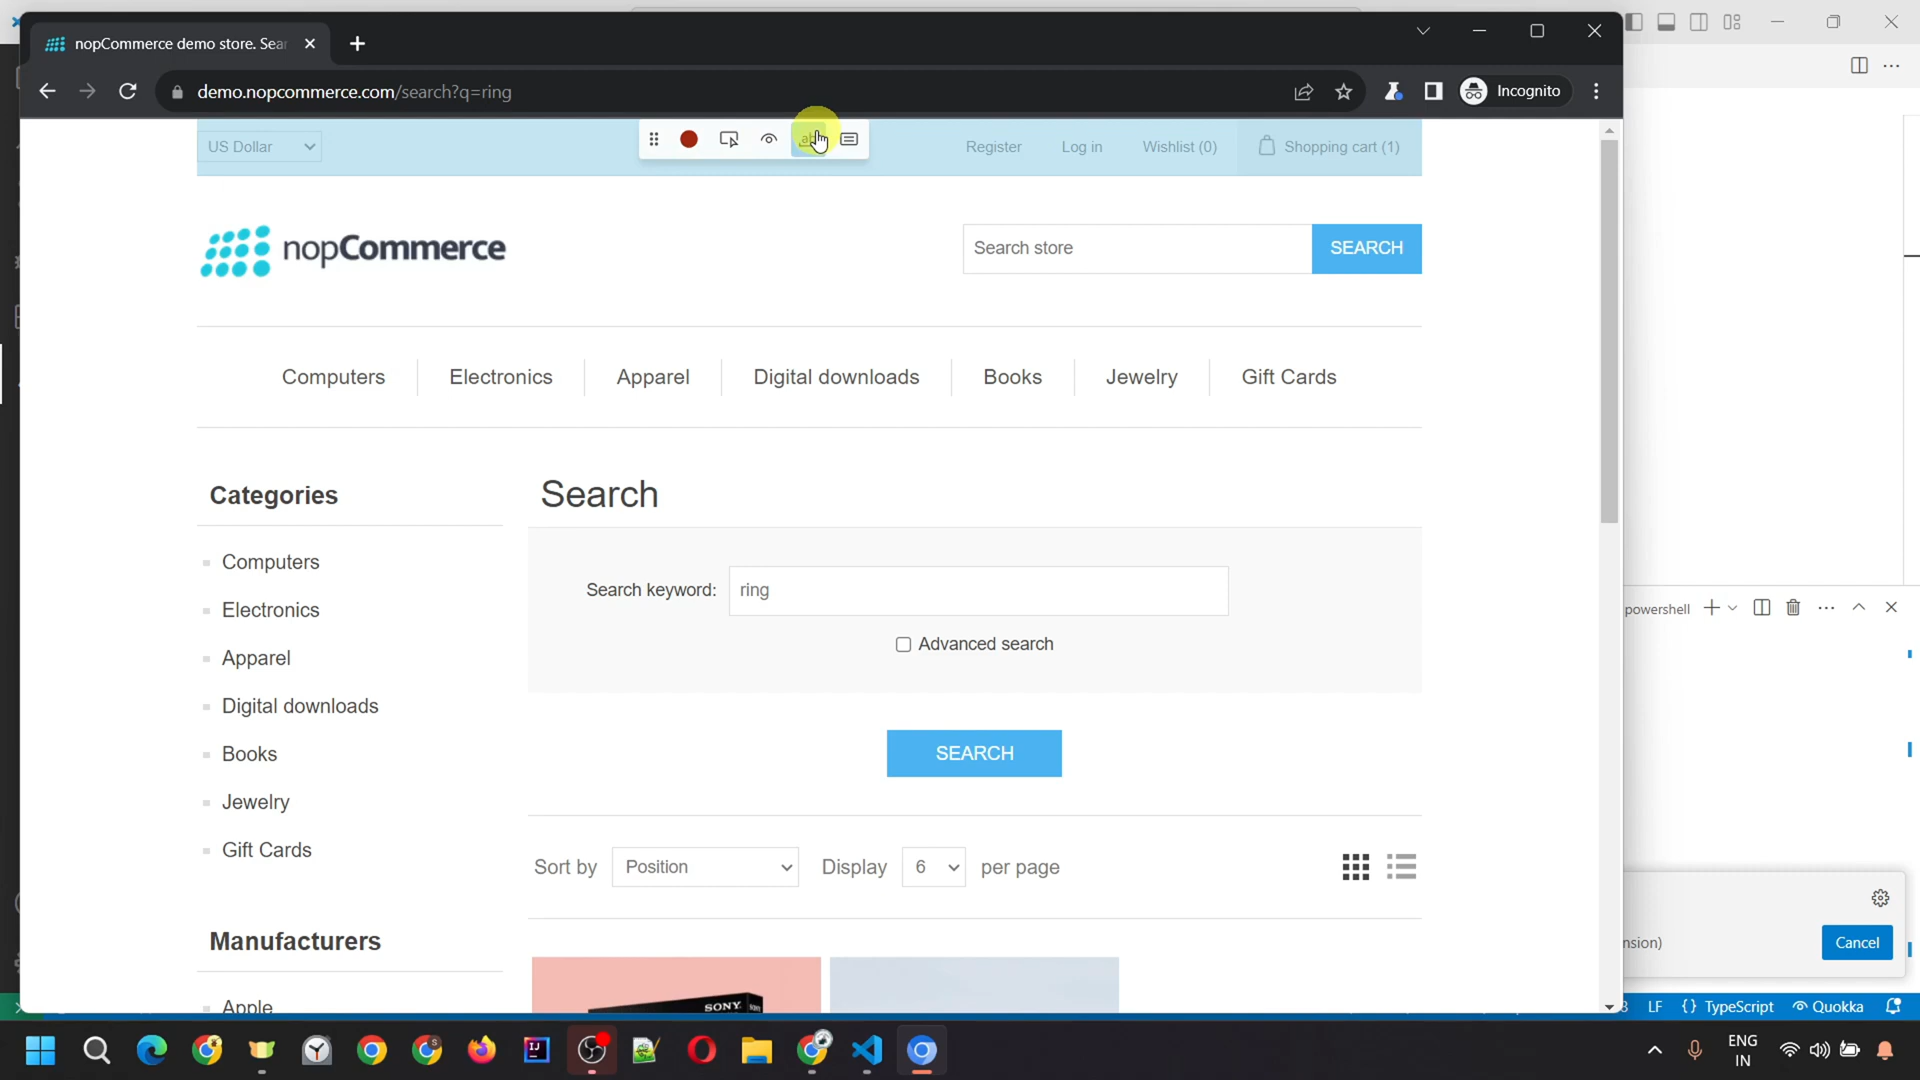 nopCommerce demo store. Sear
demo.nopcommerce.com/search?q=ring
Incognito
US Dollar
ab
Register
Log in
Wishlist (0)
Shopping cart (1)
nopCommerce
Search store
SEARCH
Computers
Electronics
Apparel
Digital downloads
Books
Jewelry
Gift Cards
Categories
Computers
Electronics
Apparel
Digital downloads
Books
Jewelry
Gift Cards
Manufacturers
Apple
Search
Search keyword: ring
Advanced search
SEARCH
Sort by Position Display 6 per page
SONY
powershell
nsion)
Cancel
LF {} TypeScript Quokka
ENG
IN